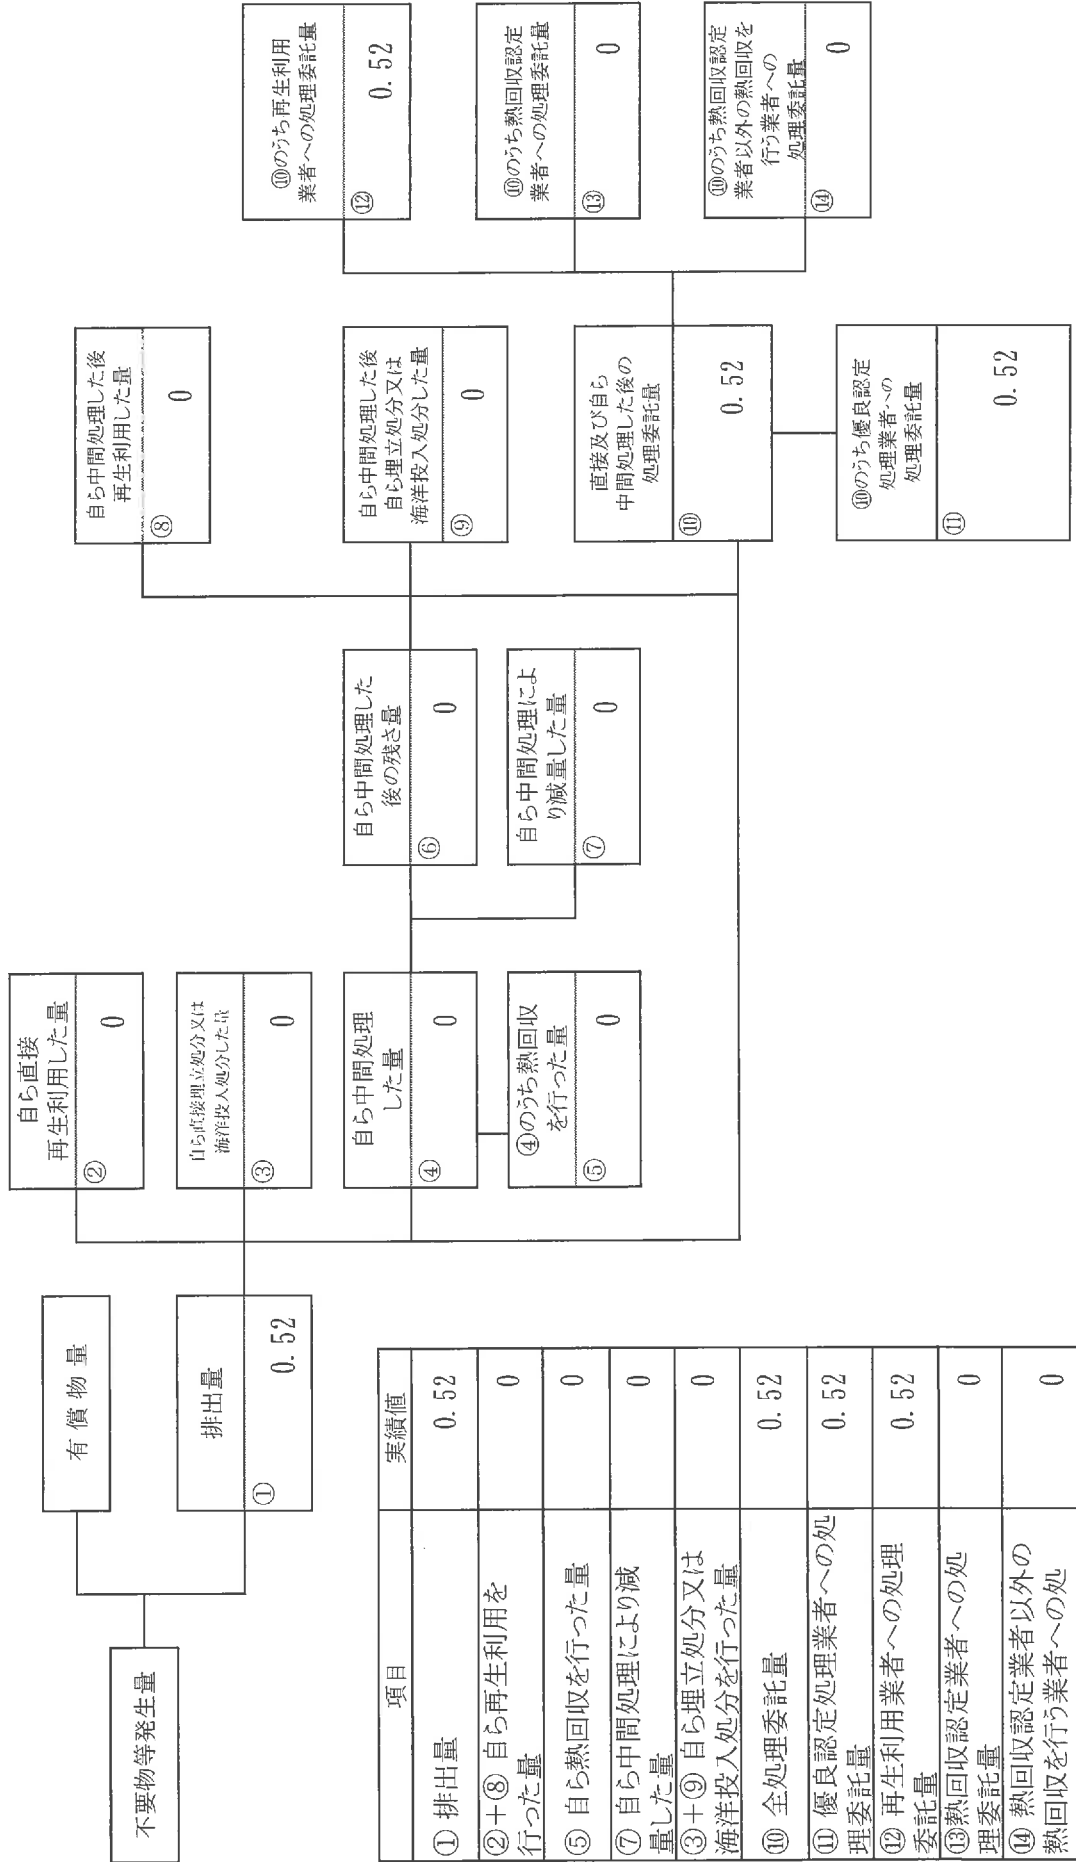 不要物等発生量
有償物量
排出量
①
0.52
自ら直接
再生利用した量
②
0
自ら直接埋立処分又は
海洋投入処分した量
③
0
自ら中間処理
した量
④
0
④のうち熱回収
を行った量
⑤
0
自ら中間処理した
後の残さ量
⑥
0
自ら中間処理によ
り減量した量
⑦
0
自ら中間処理した後
再生利用した量
⑧
0
自ら中間処理した後
自ら埋立処分又は
海洋投入処分した量
⑨
0
直接及び自ら
中間処理した後の
処理委託量
⑩
0.52
⑩のうち優良認定
処理業者への
処理委託量
⑪
0.52
⑩のうち再生利用
業者への処理委託量
⑫
0.52
⑩のうち熱回収認定
業者への処理委託量
⑬
0
⑩のうち熱回収認定
業者以外の熱回収を
行う業者への
処理委託量
⑭
0
項目 実績値
① 排出量 0.52
②+⑧ 自ら再生利用を
行った量 0
⑤ 自ら熱回収を行った量 0
⑦ 自ら中間処理により減
量した量 0
③+⑨ 自ら埋立処分又は
海洋投入処分を行った量 0
⑩ 全処理委託量 0.52
⑪ 優良認定処理業者への処
理委託量 0.52
⑫ 再生利用業者への処理
委託量 0.52
⑬熱回収認定業者への処
理委託量 0
⑭ 熱回収認定業者以外の
熱回収を行う業者への処 0